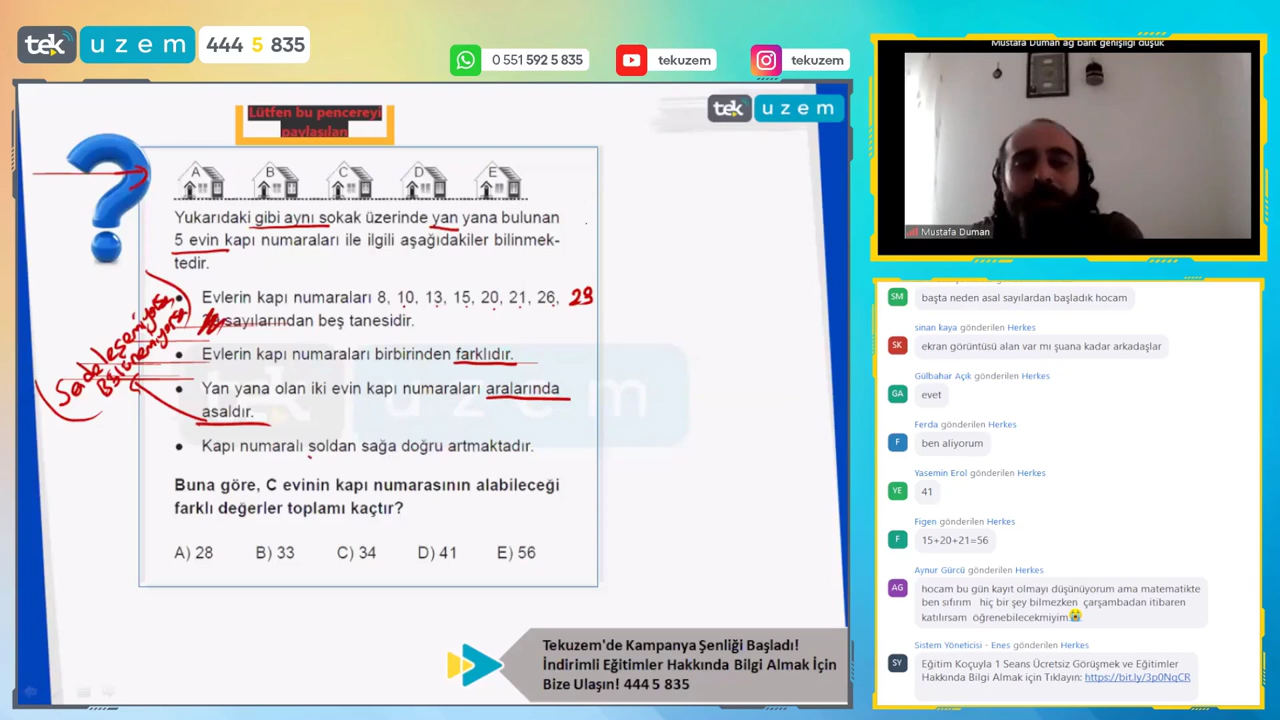 tek uzem 444 5 835
0 551 592 5 835
tekuzem
tekuzem
Mustafa Duman ağ bant genişliği düşük
Lütfen bu pencereyi
paylaşılan
tek uzem
A B C D E
Yukarıdaki gibi aynı sokak üzerinde yan yana bulunan
5 evin kapı numaraları ile ilgili aşağıdakiler bilinmek-
tedir.
• Evlerin kapı numaraları 8, 10, 13, 15, 20, 21, 26, 29
sayılarından beş tanesidir.
• Evlerin kapı numaraları birbirinden farklıdır.
• Yan yana olan iki evin kapı numaraları aralarında
asaldır.
• Kapı numaralı soldan sağa doğru artmaktadır.
Buna göre, C evinin kapı numarasının alabileceği
farklı değerler toplamı kaçtır?
A) 28 B) 33 C) 34 D) 41 E) 56
Sadeleşemiyorsa
tek uzem
Tekuzem'de Kampanya Şenliği Başladı!
İndirimli Eğitimler Hakkında Bilgi Almak İçin
Bize Ulaşın! 444 5 835
Mustafa Duman
SM
başta neden asal sayılardan başladık hocam
sinan kaya gönderilen Herkes
SK
ekran görüntüsü alan var mı şuana kadar arkadaşlar
Gülbahar Açık gönderilen Herkes
GA
evet
Ferda gönderilen Herkes
F
ben aliyorum
Yasemin Erol gönderilen Herkes
YE
41
Figen gönderilen Herkes
F
15+20+21=56
Aynur Gürcü gönderilen Herkes
AG
hocam bu gün kayıt olmayı düşünüyorum ama matematikte
ben sıfırım hiç bir şey bilmezken çarşambadan itibaren
katılırsam öğrenebilecekmiyim
Sistem Yöneticisi - Enes gönderilen Herkes
SY
Eğitim Koçuyla 1 Seans Ücretsiz Görüşmek ve Eğitimler
Hakkında Bilgi Almak için Tıklayın: https://bit.ly/3p0NqCR